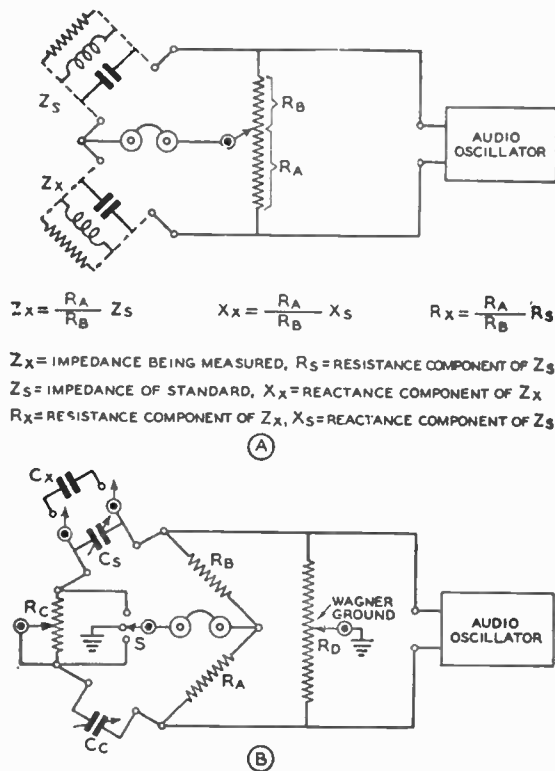 Zs
RB
RA
Zx
AUDIO
OSCILLATOR
Zx = RA/RB Zs    Xx = RA/RB Xs    Rx = RA/RB Rs
Zx = IMPEDANCE BEING MEASURED, Rs = RESISTANCE COMPONENT OF Zs
Zs = IMPEDANCE OF STANDARD, Xx = REACTANCE COMPONENT OF Zx
Rx = RESISTANCE COMPONENT OF Zx, Xs = REACTANCE COMPONENT OF Zs
A
Cx
Cs
RB
RC
S
WAGNER
GROUND
RD
RA
CC
AUDIO
OSCILLATOR
B